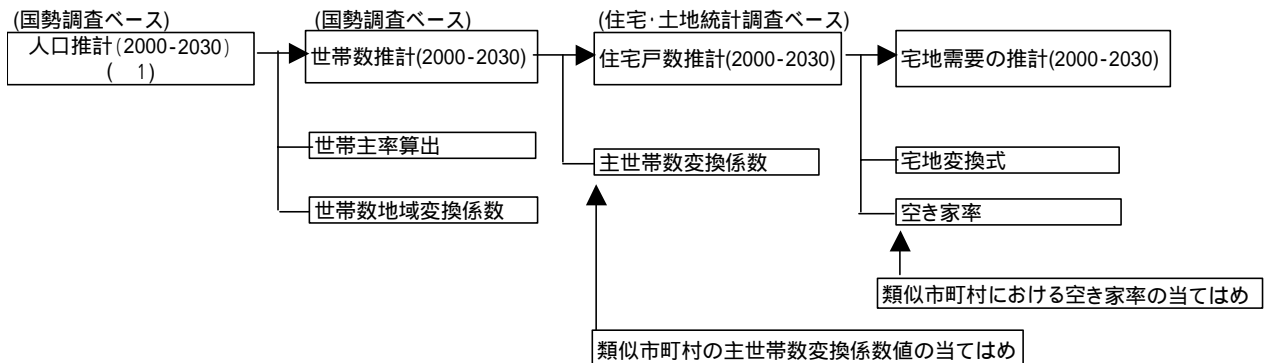 (国勢調査ベース)
人口推計(2000-2030)
(　1)
(国勢調査ベース)
世帯数推計(2000-2030)
(住宅･土地統計調査ベース)
住宅戸数推計(2000-2030)
宅地需要の推計(2000-2030)
世帯主率算出
世帯数地域変換係数
主世帯数変換係数
宅地変換式
空き家率
類似市町村における空き家率の当てはめ
類似市町村の主世帯数変換係数値の当てはめ